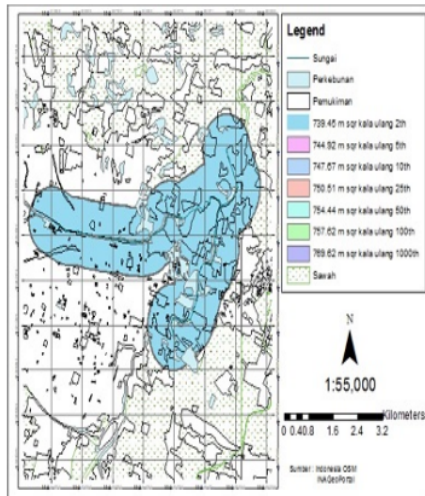 Legend
Sungai
Perkebunan
Pemukiman
739.45 m sqr kala ulang 2th
744.92 m sqr kala ulang 5th
747.67 m sqr kala ulang 10th
750.51 m sqr kala ulang 25th
754.44 m sqr kala ulang 50th
757.62 m sqr kala ulang 100th
769.62 m sqr kala ulang 1000th
Sawah
N
1:55,000
Kilometers
0 0.40.8 1.6 2.4 3.2
Sumber : Indonesia OSM
INAGeoPortal